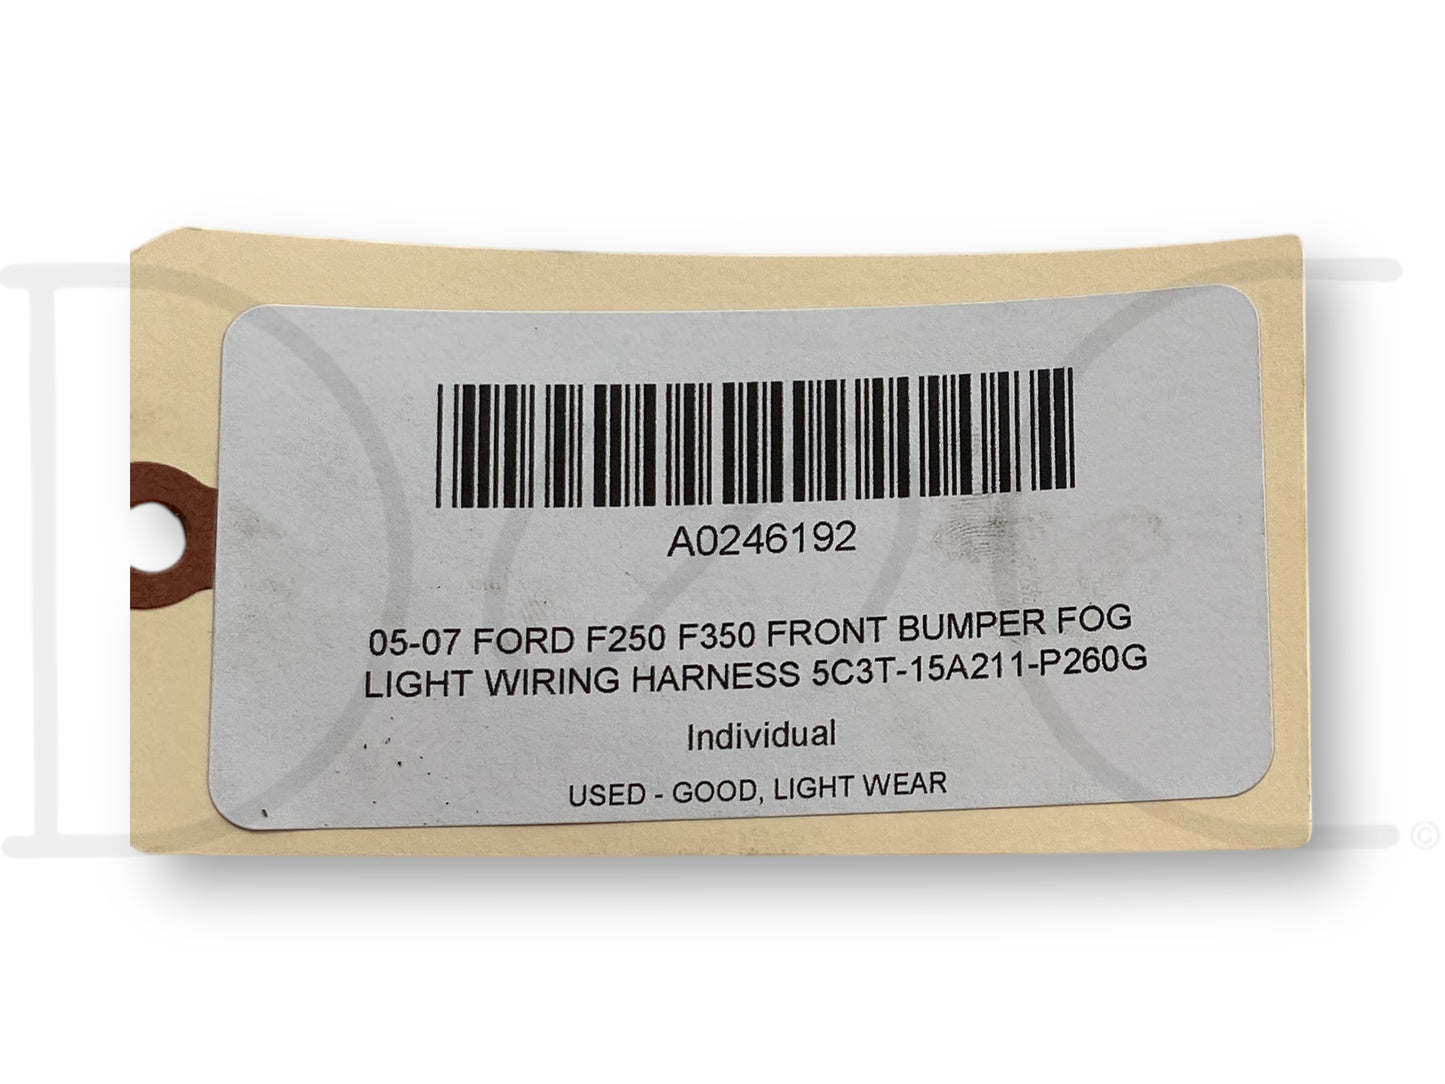 A0246192
05-07 FORD F250 F350 FRONT BUMPER FOG
LIGHT WIRING HARNESS 5C3T-15A211-P260G
Individual
USED - GOOD, LIGHT WEAR
©